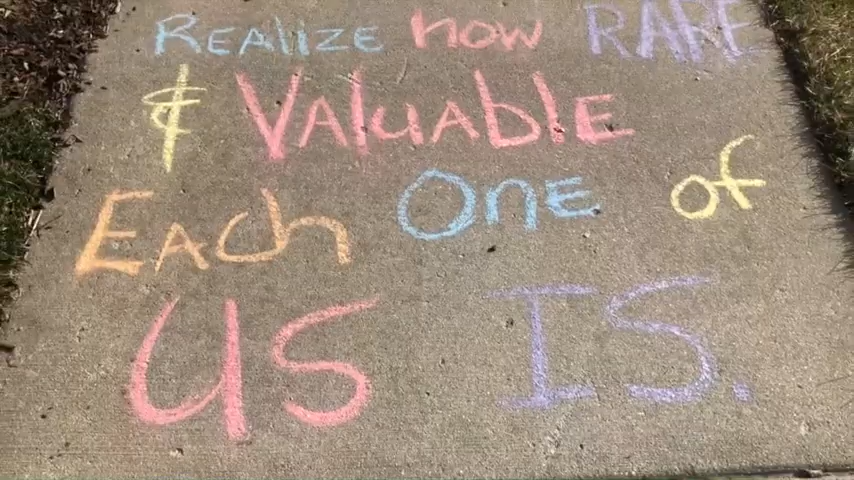 REALIZE how RARE
& VALUABLE
EACH ONE of
US IS.